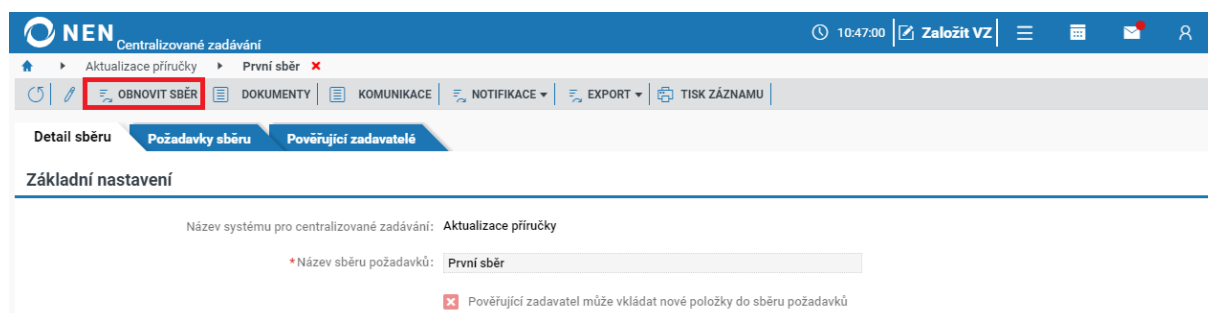 NEN Centralizované zadávání 10:47:00 Založit VZ
Aktualizace příručky První sběr
OBNOVIT SBĚR DOKUMENTY KOMUNIKACE NOTIFIKACE EXPORT TISK ZÁZNAMU
Detail sběru Požadavky sběru Pověřující zadavatelé
Základní nastavení
Název systému pro centralizované zadávání: Aktualizace příručky
*Název sběru požadavků: První sběr
Pověřující zadavatel může vkládat nové položky do sběru požadavků